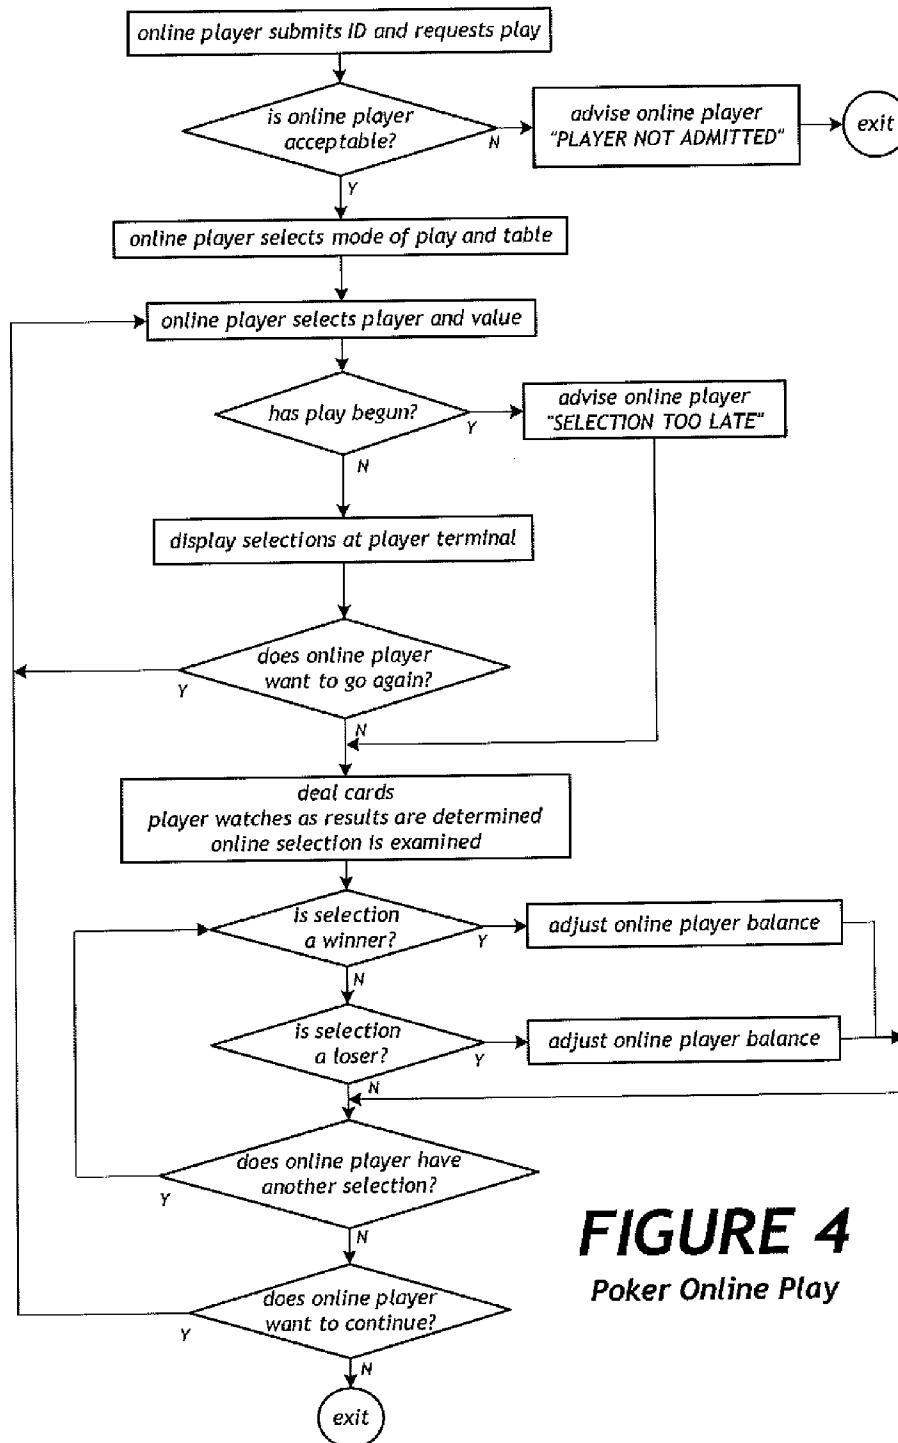 online player submits ID and requests play
is online player
acceptable?
N
advise online player
"PLAYER NOT ADMITTED"
exit
Y
online player selects mode of play and table
online player selects player and value
has play begun?
Y
advise online player
"SELECTION TOO LATE"
N
display selections at player terminal
does online player
want to go again?
Y
N
deal cards
player watches as results are determined
online selection is examined
is selection
a winner?
Y
adjust online player balance
N
is selection
a loser?
Y
adjust online player balance
N
does online player have
another selection?
Y
N
does online player
want to continue?
Y
N
exit
FIGURE 4
Poker Online Play